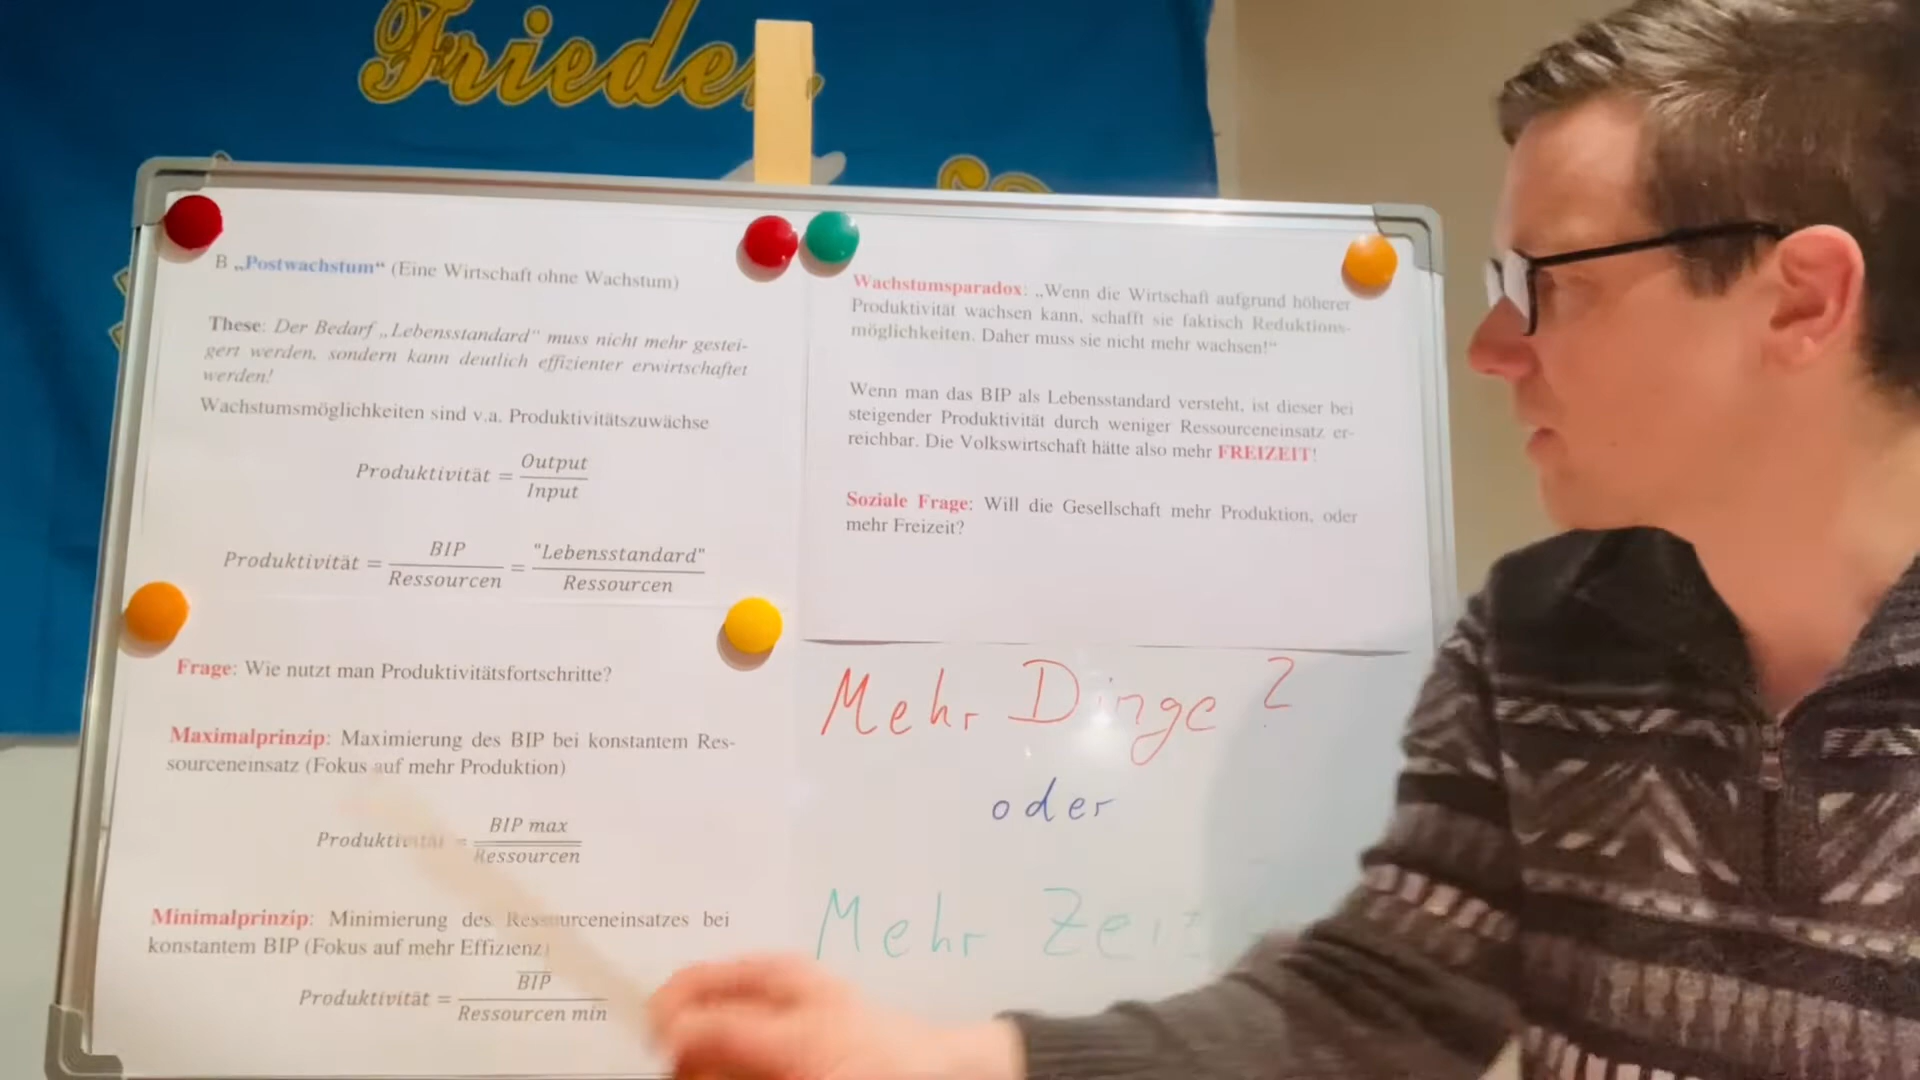 Frieden
B „Postwachstum“ (Eine Wirtschaft ohne Wachstum)
These: Der Bedarf „Lebensstandard“ muss nicht mehr gestei-
gert werden, sondern kann deutlich effizienter erwirtschaftet
werden!
Wachstumsmöglichkeiten sind v.a. Produktivitätszuwächse
Produktivität = Output / Input
Produktivität = BIP / Ressourcen = "Lebensstandard" / Ressourcen
Frage: Wie nutzt man Produktivitätsfortschritte?
Maximalprinzip: Maximierung des BIP bei konstantem Res-
sourceneinsatz (Fokus auf mehr Produktion)
Produktivität = BIP max / Ressourcen
Minimalprinzip: Minimierung des Ressourceneinsatzes bei
konstantem BIP (Fokus auf mehr Effizienz)
Produktivität = BIP / Ressourcen min
Wachstumsparadox: „Wenn die Wirtschaft aufgrund höherer
Produktivität wachsen kann, schafft sie faktisch Reduktions-
möglichkeiten. Daher muss sie nicht mehr wachsen!“
Wenn man das BIP als Lebensstandard versteht, ist dieser bei
steigender Produktivität durch weniger Ressourceneinsatz er-
reichbar. Die Volkswirtschaft hätte also mehr FREIZEIT!
Soziale Frage: Will die Gesellschaft mehr Produktion, oder
mehr Freizeit?
Mehr Dinge?
oder
Mehr Zeit